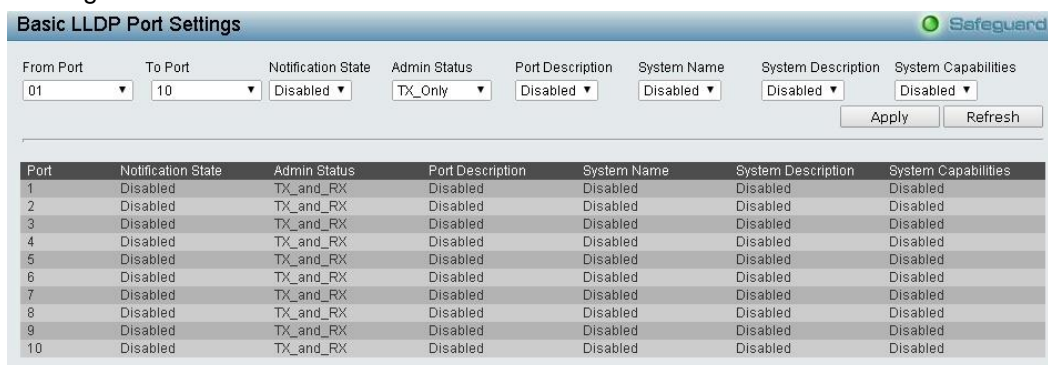 Basic LLDP Port Settings Safeguard
From Port To Port Notification State Admin Status Port Description System Name System Description System Capabilities
01 10 Disabled TX_Only Disabled Disabled Disabled Disabled
Apply Refresh
Port Notification State Admin Status Port Description System Name System Description System Capabilities
1 Disabled TX_and_RX Disabled Disabled Disabled Disabled
2 Disabled TX_and_RX Disabled Disabled Disabled Disabled
3 Disabled TX_and_RX Disabled Disabled Disabled Disabled
4 Disabled TX_and_RX Disabled Disabled Disabled Disabled
5 Disabled TX_and_RX Disabled Disabled Disabled Disabled
6 Disabled TX_and_RX Disabled Disabled Disabled Disabled
7 Disabled TX_and_RX Disabled Disabled Disabled Disabled
8 Disabled TX_and_RX Disabled Disabled Disabled Disabled
9 Disabled TX_and_RX Disabled Disabled Disabled Disabled
10 Disabled TX_and_RX Disabled Disabled Disabled Disabled